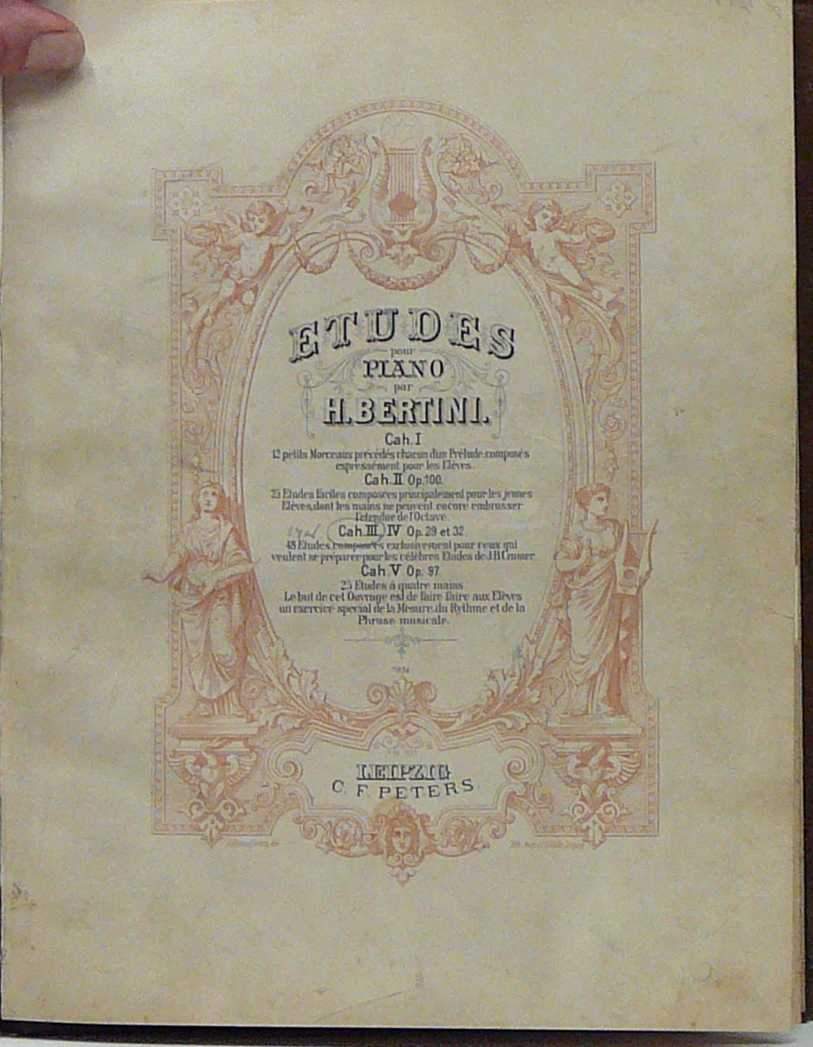 ETUDES
pour
PIANO
par
H. BERTINI.
Cah. I
12 petits Morceaux précédés chacun d'un Prélude, composés
expressément pour les Elèves.
Cah. II Op. 100.
25 Etudes faciles composées principalement pour les jeunes
Elèves, dont les mains ne peuvent encore embrasser
l'étendue de l'Octave
Cah. III, IV Op. 29 et 32.
48 Etudes, composées exclusivement pour ceux qui
veulent se préparer pour les célèbres Etudes de J.B. Cramer.
Cah. V Op. 97.
25 Etudes à quatre mains
Le but de cet Ouvrage est de faire faire aux Elèves
un exercice spécial de la Mesure, du Rythme et de la
Phrase musicale.
LEIPZIG
C. F. PETERS